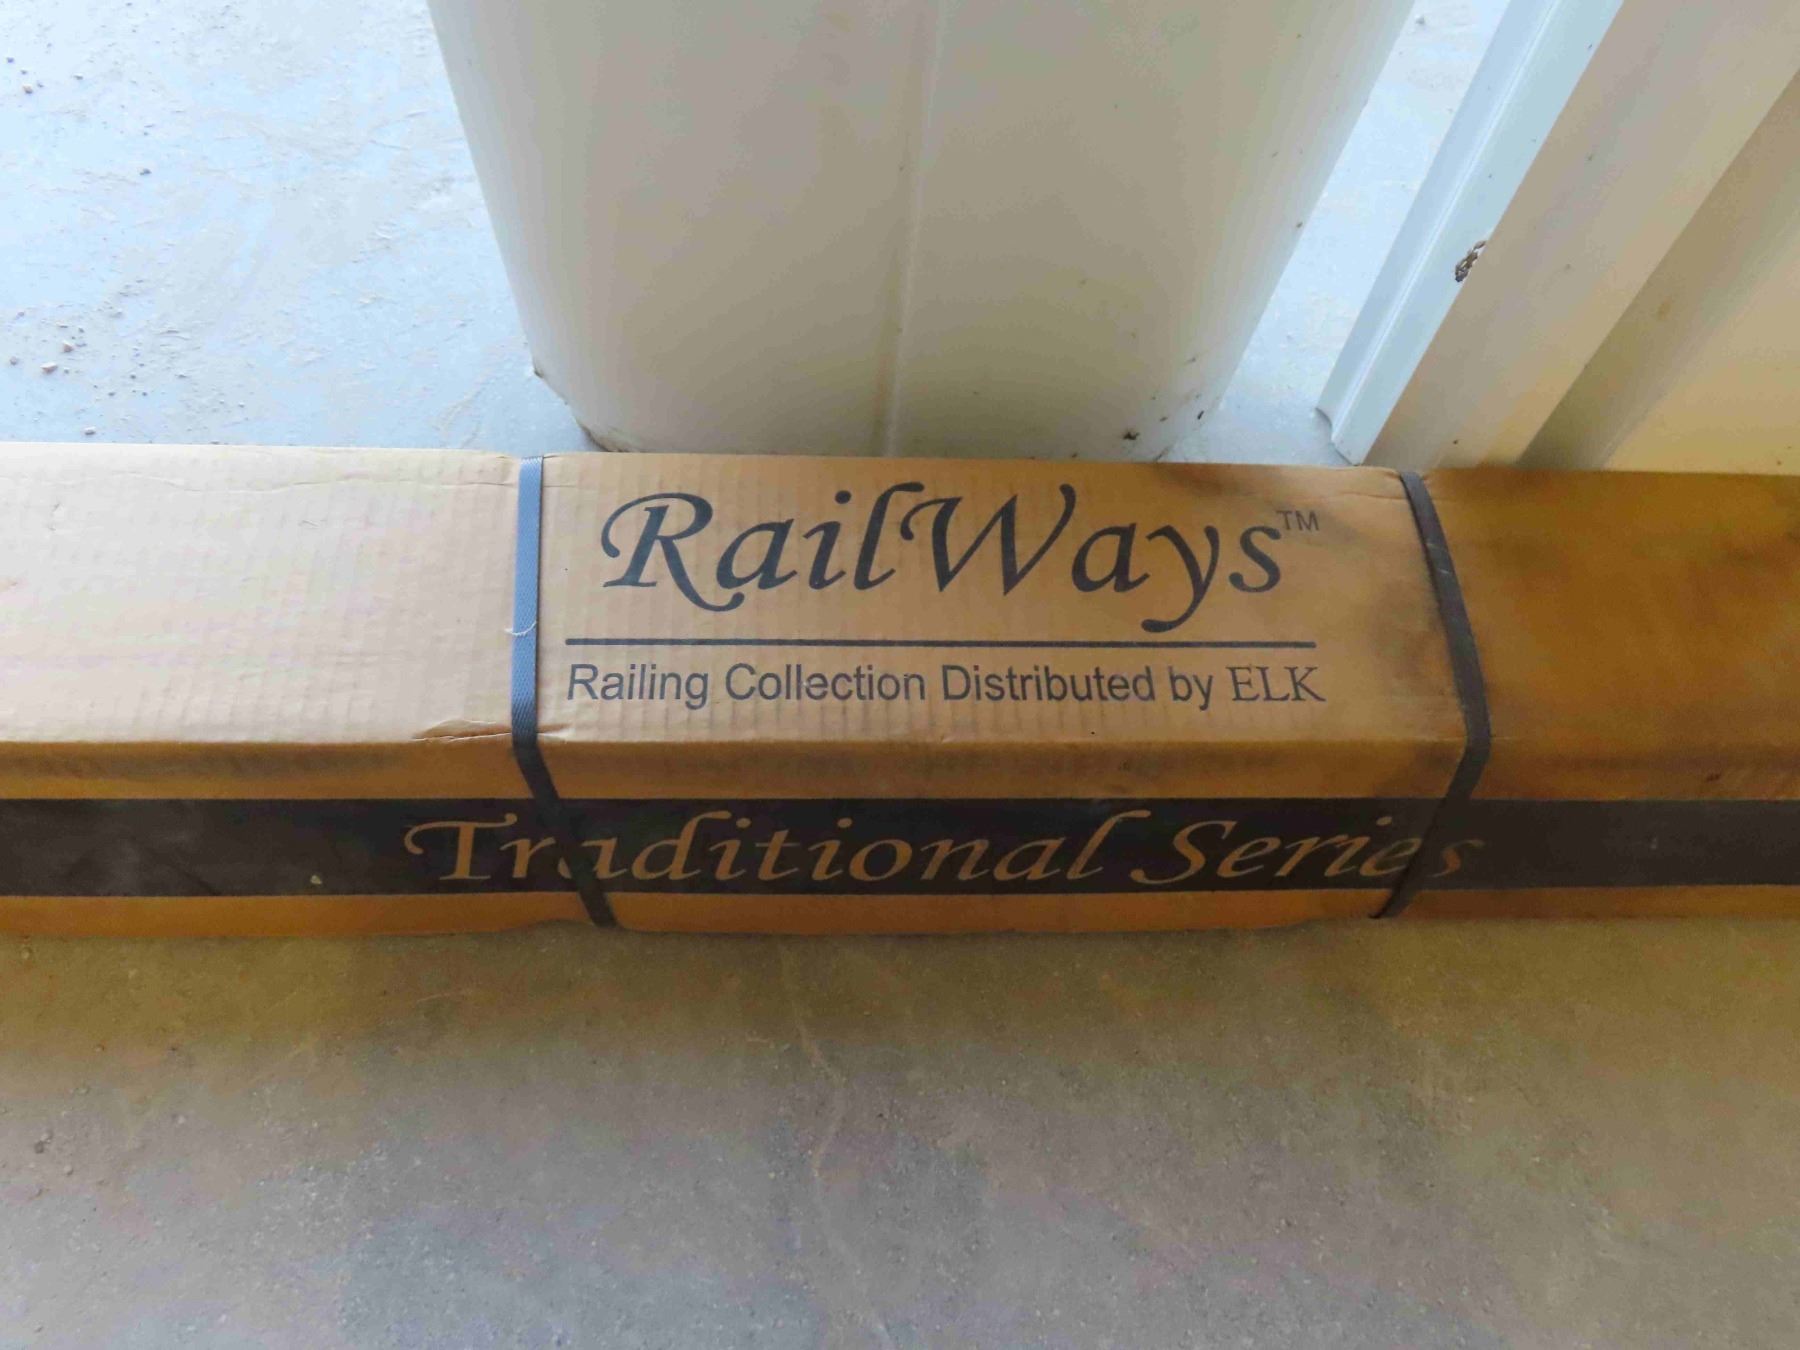 RailWays™
Railing Collection Distributed by ELK
Traditional Series